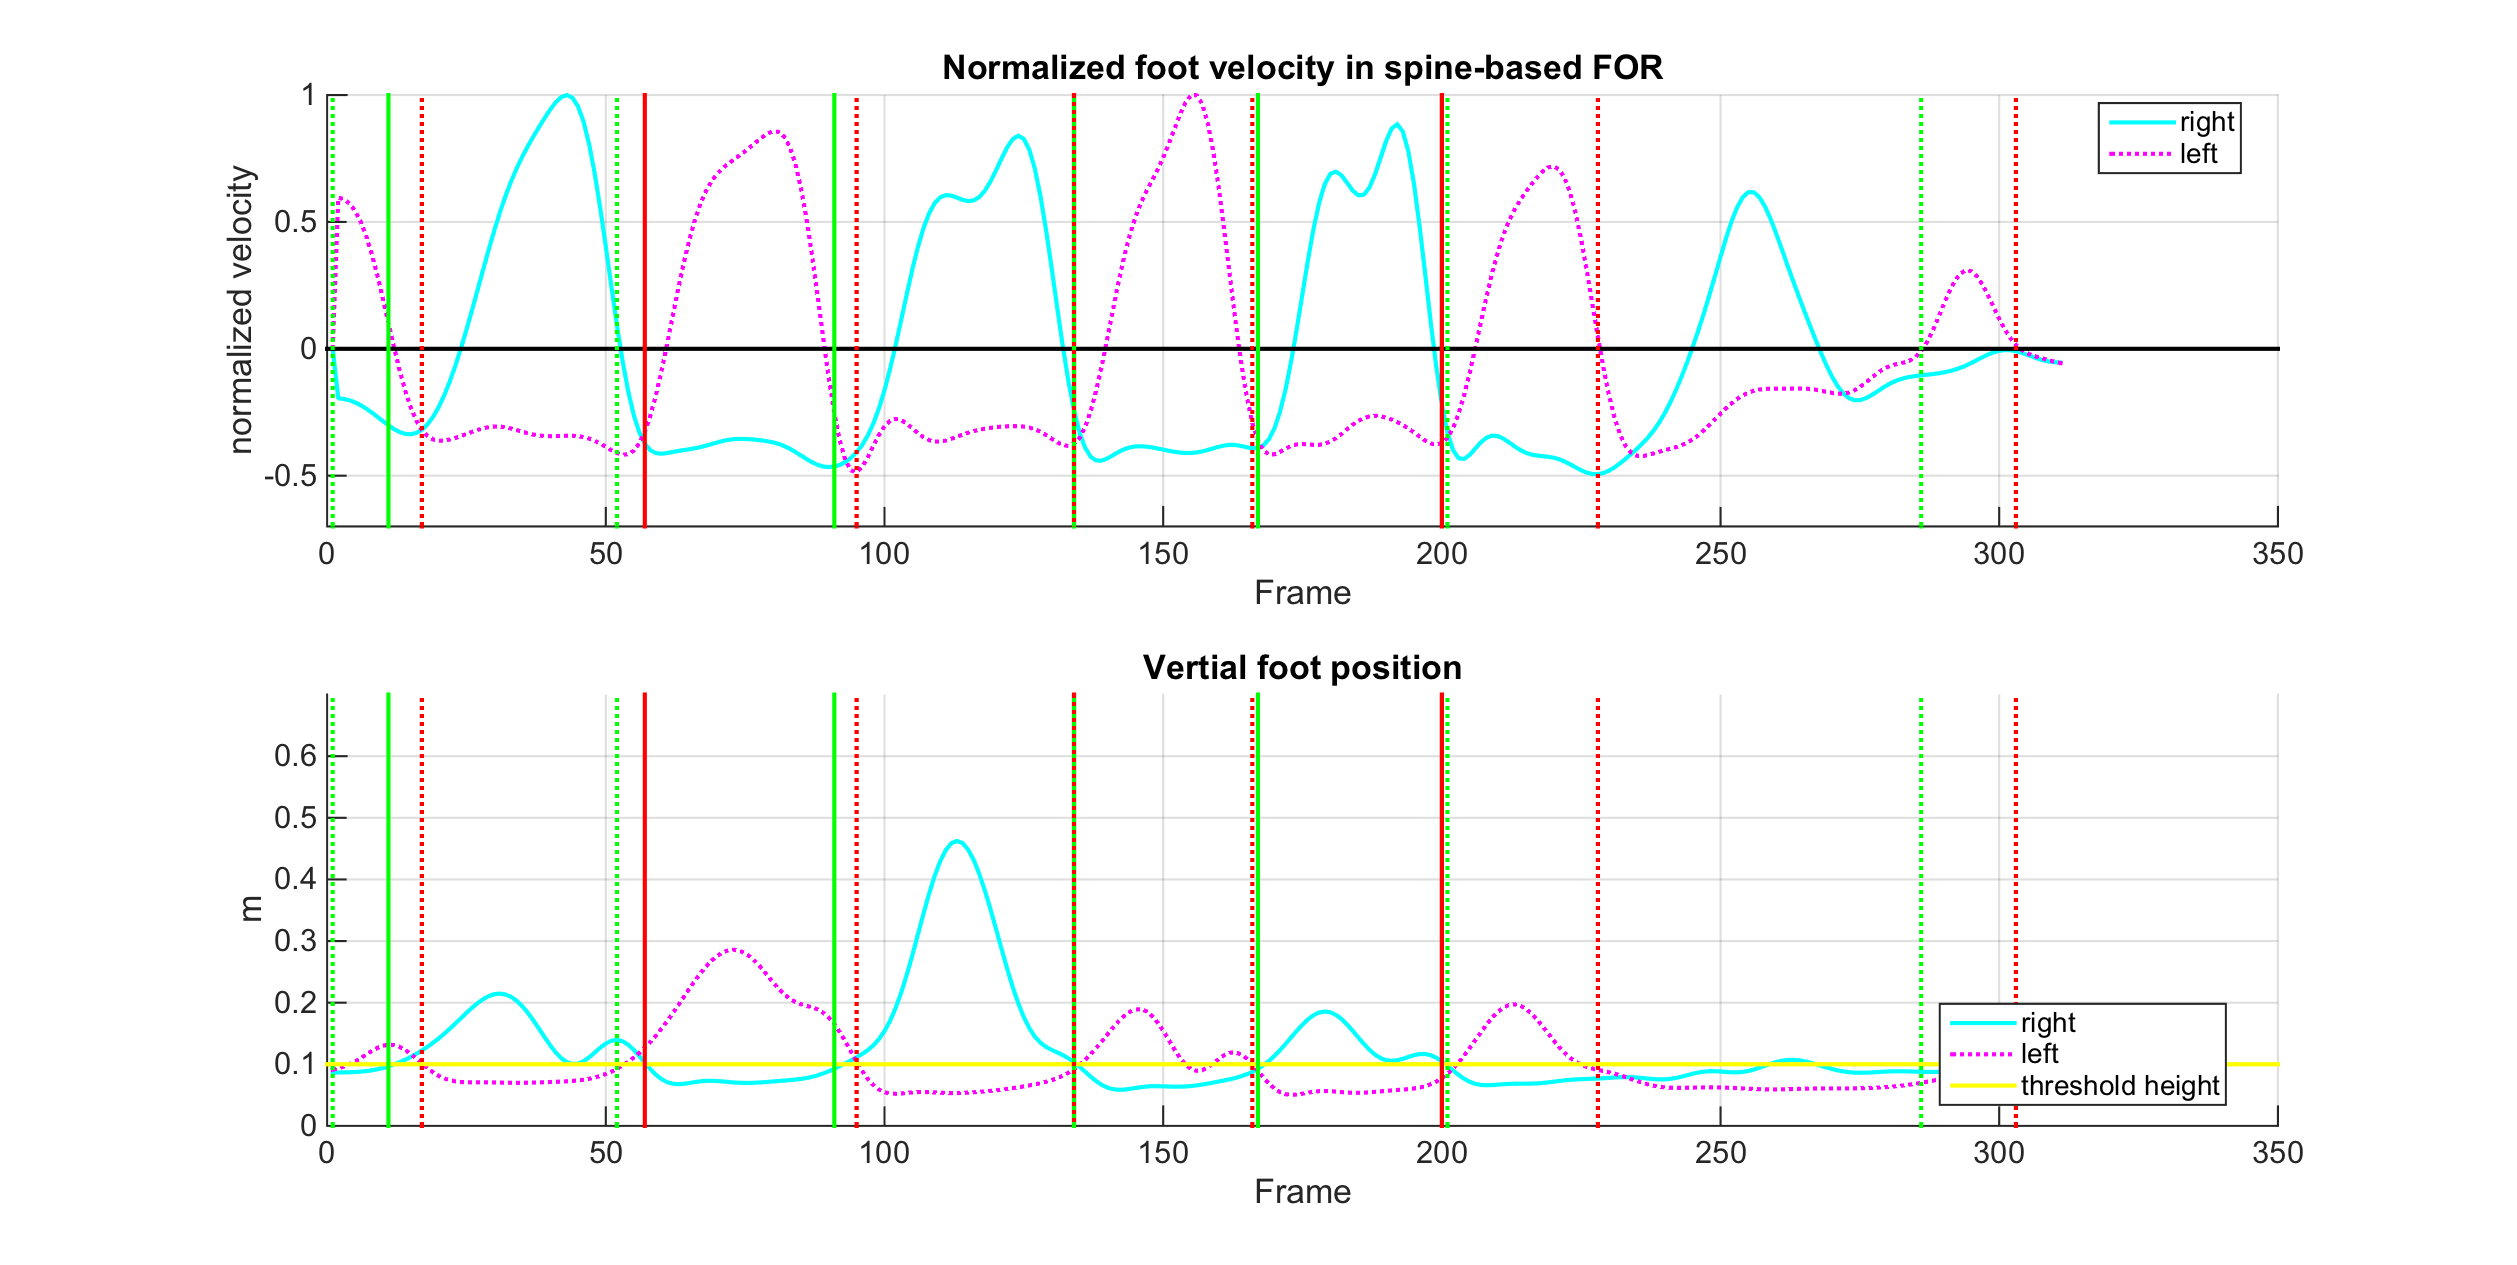 Normalized foot velocity in spine-based FOR
1
0.5
0
-0.5
normalized velocity
right
left
0 50 100 150 200 250 300 350
Frame
Vertial foot position
0.6
0.5
0.4
0.3
0.2
0.1
0
m
right
left
threshold height
0 50 100 150 200 250 300 350
Frame